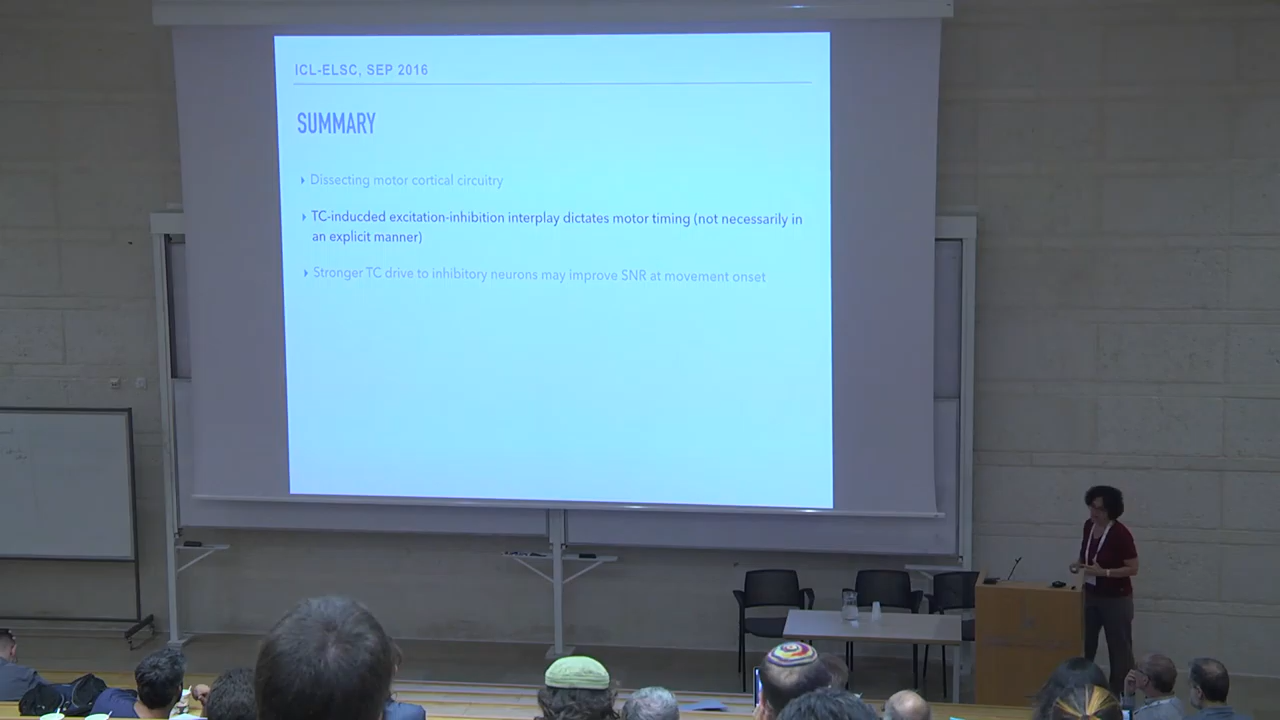 ICL-ELSC, SEP 2016
SUMMARY
Dissecting motor cortical circuitry
TC-inducded excitation-inhibition interplay dictates motor timing (not necessarily in
an explicit manner)
Stronger TC drive to inhibitory neurons may improve SNR at movement onset